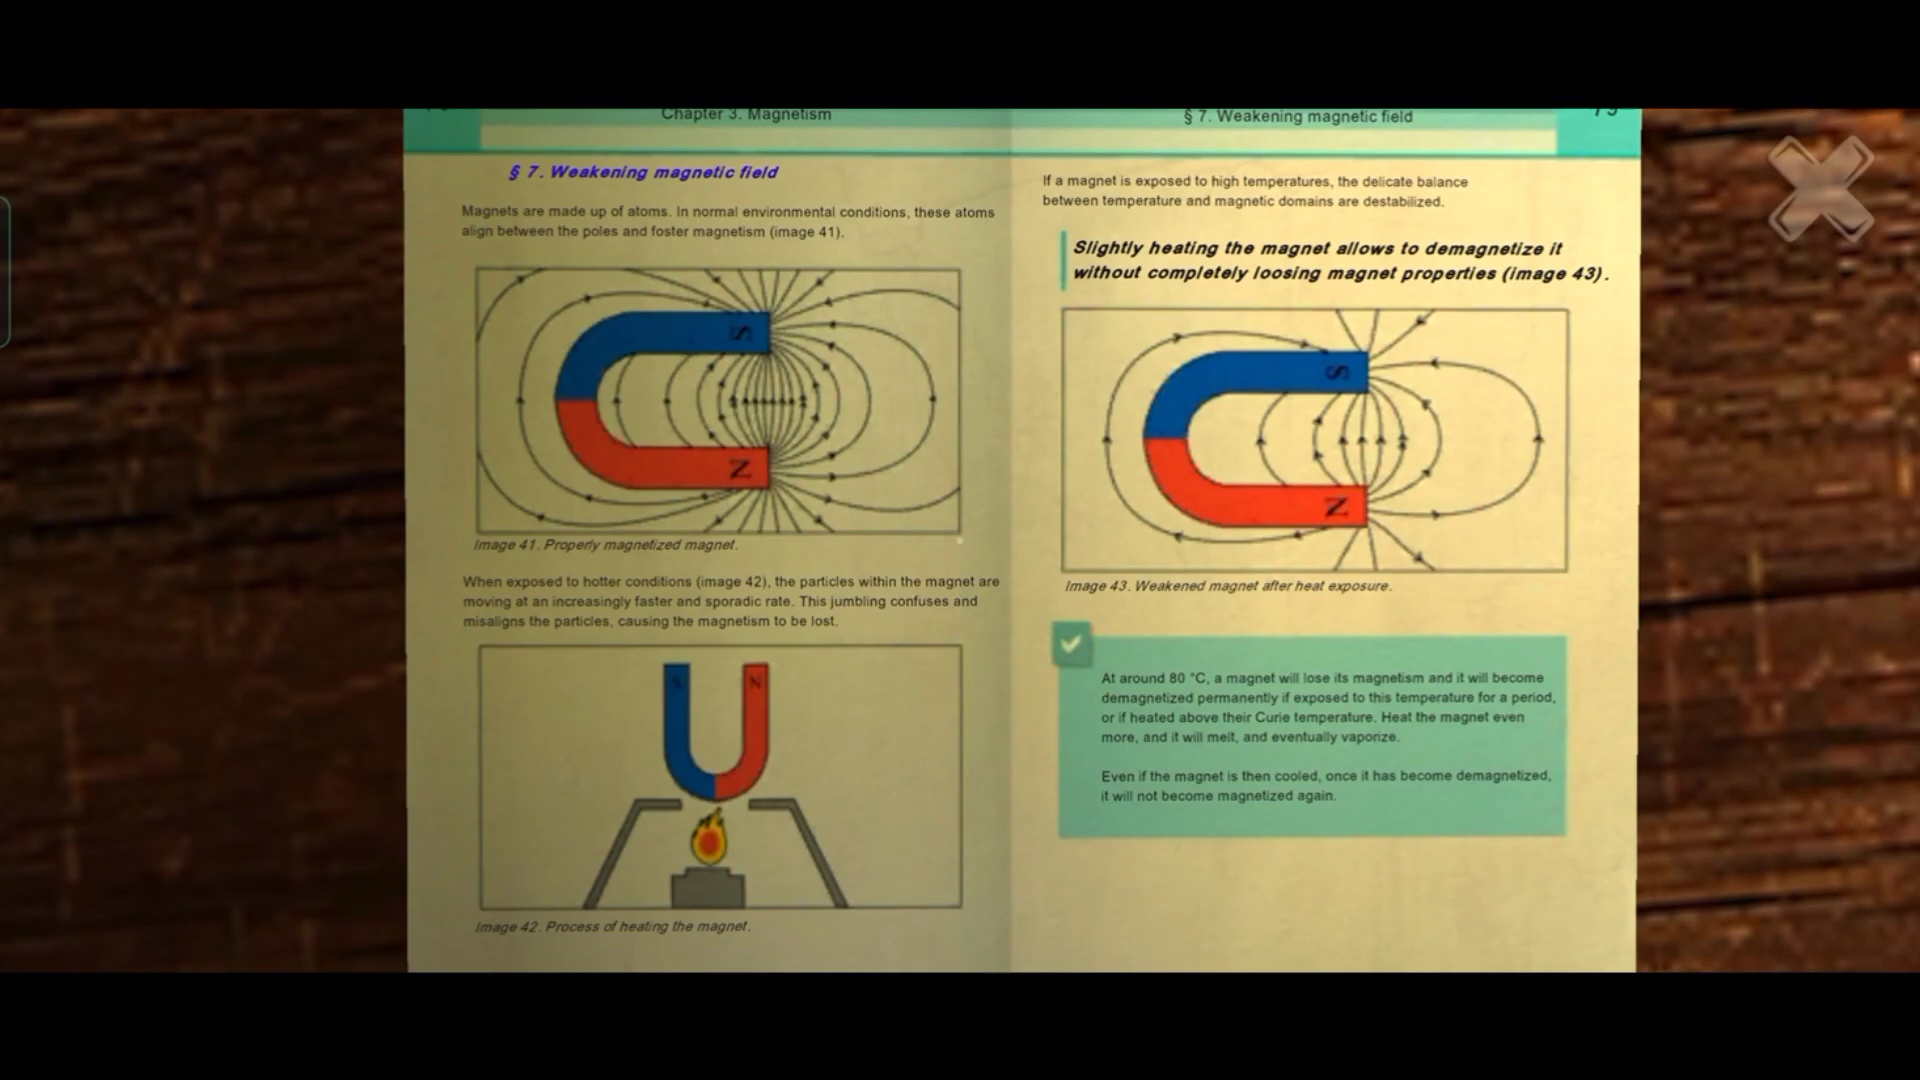 Chapter 3. Magnetism
§ 7. Weakening magnetic field
Magnets are made up of atoms. In normal environmental conditions, these atoms
align between the poles and foster magnetism (image 41).
S
N
Image 41. Properly magnetized magnet.
When exposed to hotter conditions (image 42), the particles within the magnet are
moving at an increasingly faster and sporadic rate. This jumbling confuses and
misaligns the particles, causing the magnetism to be lost.
S N
Image 42. Process of heating the magnet.
§ 7. Weakening magnetic field
If a magnet is exposed to high temperatures, the delicate balance
between temperature and magnetic domains are destabilized.
Slightly heating the magnet allows to demagnetize it
without completely loosing magnet properties (image 43).
S
N
Image 43. Weakened magnet after heat exposure.
At around 80 °C, a magnet will lose its magnetism and it will become
demagnetized permanently if exposed to this temperature for a period,
or if heated above their Curie temperature. Heat the magnet even
more, and it will melt, and eventually vaporize.
Even if the magnet is then cooled, once it has become demagnetized,
it will not become magnetized again.